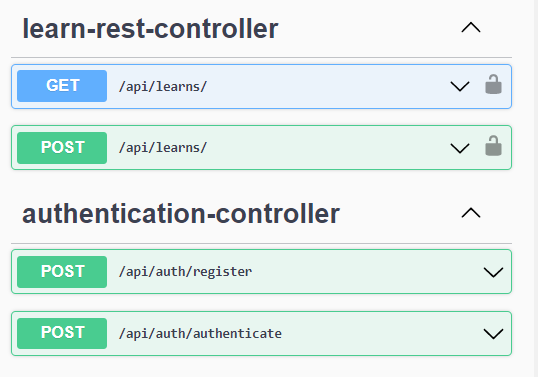 learn-rest-controller
GET /api/learns/
POST /api/learns/
authentication-controller
POST /api/auth/register
POST /api/auth/authenticate